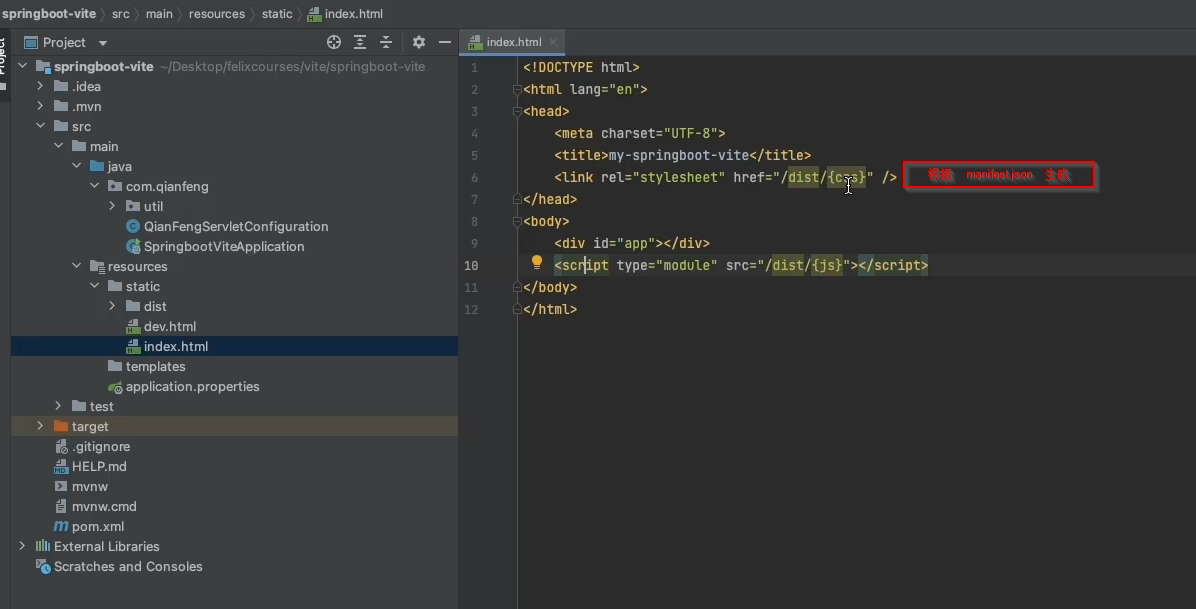 springboot-vite 〉 src 〉 main 〉 resources 〉 static 〉 index.html
Project
Project
index.html ×
springboot-vite ~/Desktop/felixcourses/vite/springboot-vite
.idea
.mvn
src
main
java
com.qianfeng
util
QianFengServletConfiguration
SpringbootViteApplication
resources
static
dist
dev.html
index.html
templates
application.properties
test
target
.gitignore
HELP.md
mvnw
mvnw.cmd
pom.xml
External Libraries
Scratches and Consoles
1 <!DOCTYPE html>
2 <html lang="en">
3 <head>
4 <meta charset="UTF-8">
5 <title>my-springboot-vite</title>
6 <link rel="stylesheet" href="/dist/{css}" /> 根据 manifest.json 生成
7 </head>
8 <body>
9 <div id="app"></div>
10 <script type="module" src="/dist/{js}"></script>
11 </body>
12 </html>